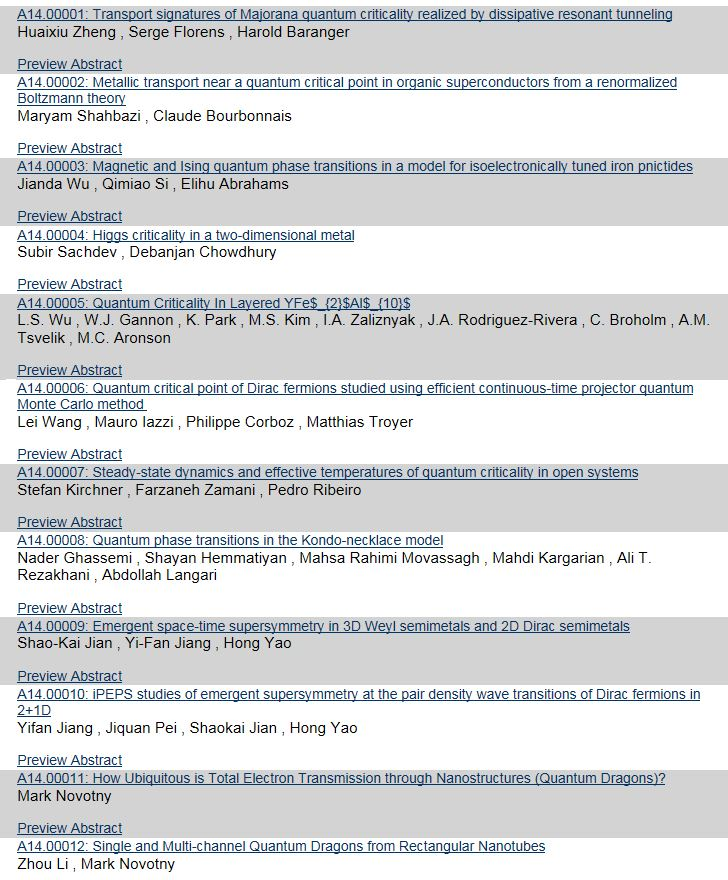 A14.00001: Transport signatures of Majorana quantum criticality realized by dissipative resonant tunneling
Huaixiu Zheng , Serge Florens , Harold Baranger
Preview Abstract
A14.00002: Metallic transport near a quantum critical point in organic superconductors from a renormalized
Boltzmann theory
Maryam Shahbazi , Claude Bourbonnais
Preview Abstract
A14.00003: Magnetic and Ising quantum phase transitions in a model for isoelectronically tuned iron pnictides
Jianda Wu , Qimiao Si , Elihu Abrahams
Preview Abstract
A14.00004: Higgs criticality in a two-dimensional metal
Subir Sachdev , Debanjan Chowdhury
Preview Abstract
A14.00005: Quantum Criticality In Layered YFe$_{2}$Al$_{10}$
L.S. Wu , W.J. Gannon , K. Park , M.S. Kim , I.A. Zaliznyak , J.A. Rodriguez-Rivera , C. Broholm , A.M.
Tsvelik , M.C. Aronson
Preview Abstract
A14.00006: Quantum critical point of Dirac fermions studied using efficient continuous-time projector quantum
Monte Carlo method
Lei Wang , Mauro Iazzi , Philippe Corboz , Matthias Troyer
Preview Abstract
A14.00007: Steady-state dynamics and effective temperatures of quantum criticality in open systems
Stefan Kirchner , Farzaneh Zamani , Pedro Ribeiro
Preview Abstract
A14.00008: Quantum phase transitions in the Kondo-necklace model
Nader Ghassemi , Shayan Hemmatiyan , Mahsa Rahimi Movassagh , Mahdi Kargarian , Ali T.
Rezakhani , Abdollah Langari
Preview Abstract
A14.00009: Emergent space-time supersymmetry in 3D Weyl semimetals and 2D Dirac semimetals
Shao-Kai Jian , Yi-Fan Jiang , Hong Yao
Preview Abstract
A14.00010: iPEPS studies of emergent supersymmetry at the pair density wave transitions of Dirac fermions in
2+1D
Yifan Jiang , Jiquan Pei , Shaokai Jian , Hong Yao
Preview Abstract
A14.00011: How Ubiquitous is Total Electron Transmission through Nanostructures (Quantum Dragons)?
Mark Novotny
Preview Abstract
A14.00012: Single and Multi-channel Quantum Dragons from Rectangular Nanotubes
Zhou Li , Mark Novotny